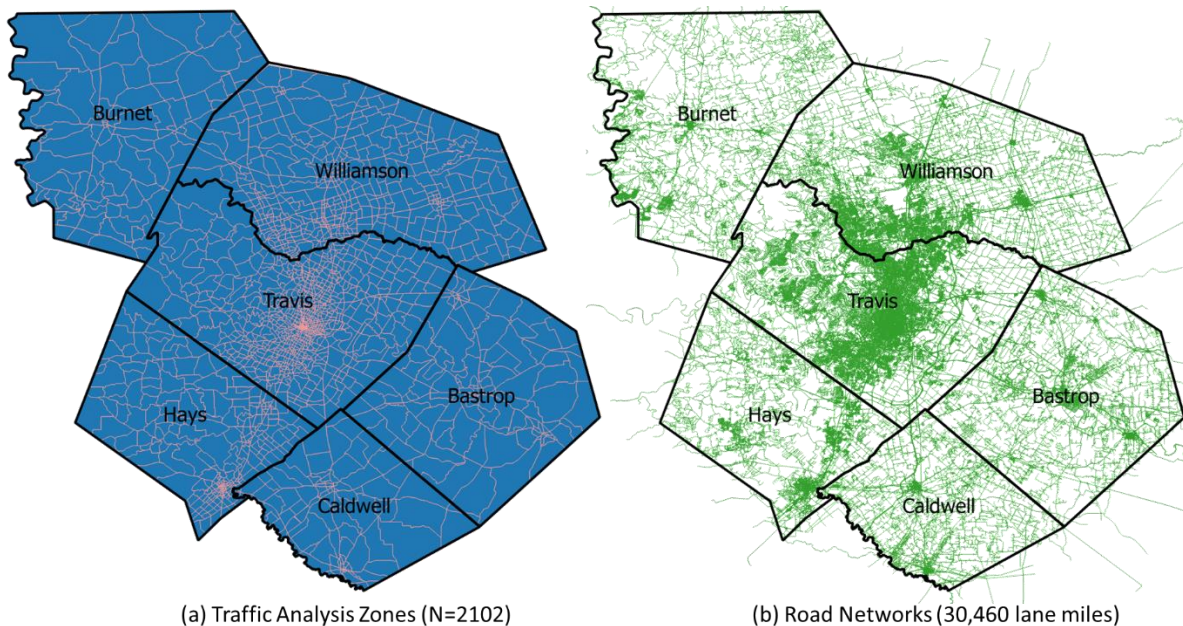 Burnet
Williamson
Travis
Hays
Bastrop
Caldwell
(a) Traffic Analysis Zones (N=2102)
Burnet
Williamson
Travis
Hays
Bastrop
Caldwell
(b) Road Networks (30,460 lane miles)